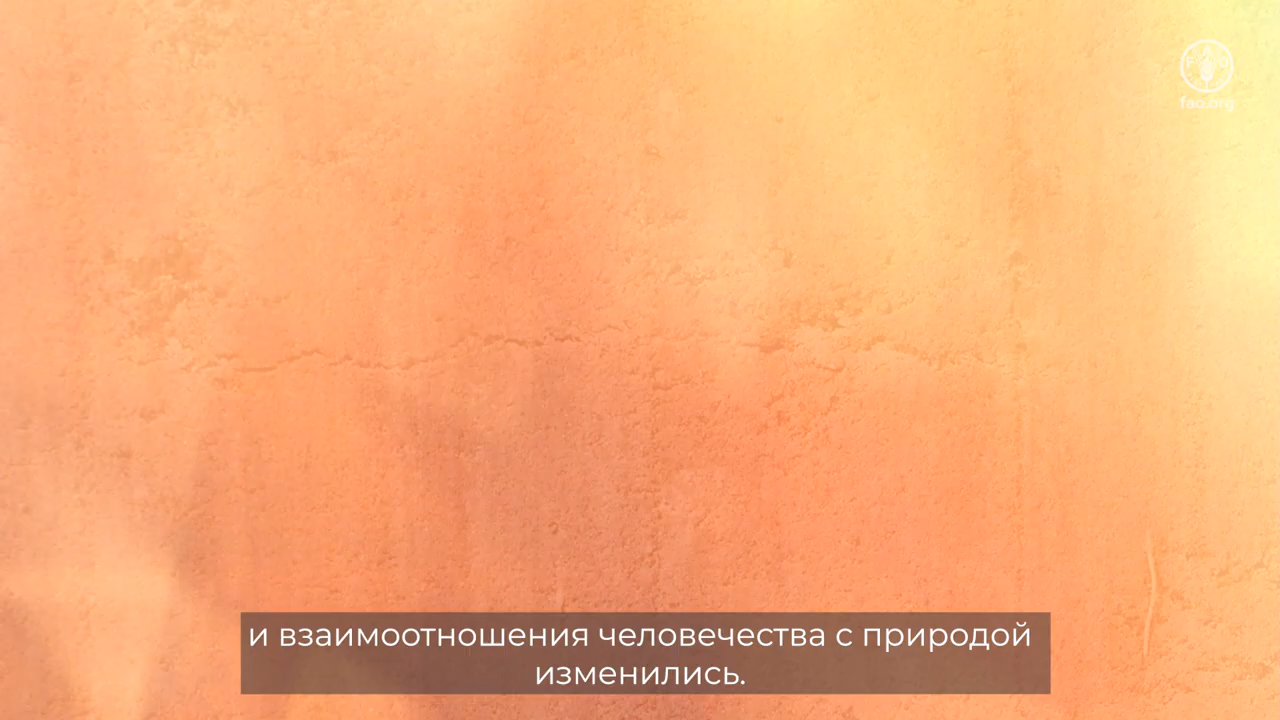 fao.org
и взаимоотношения человечества с природой
изменились.